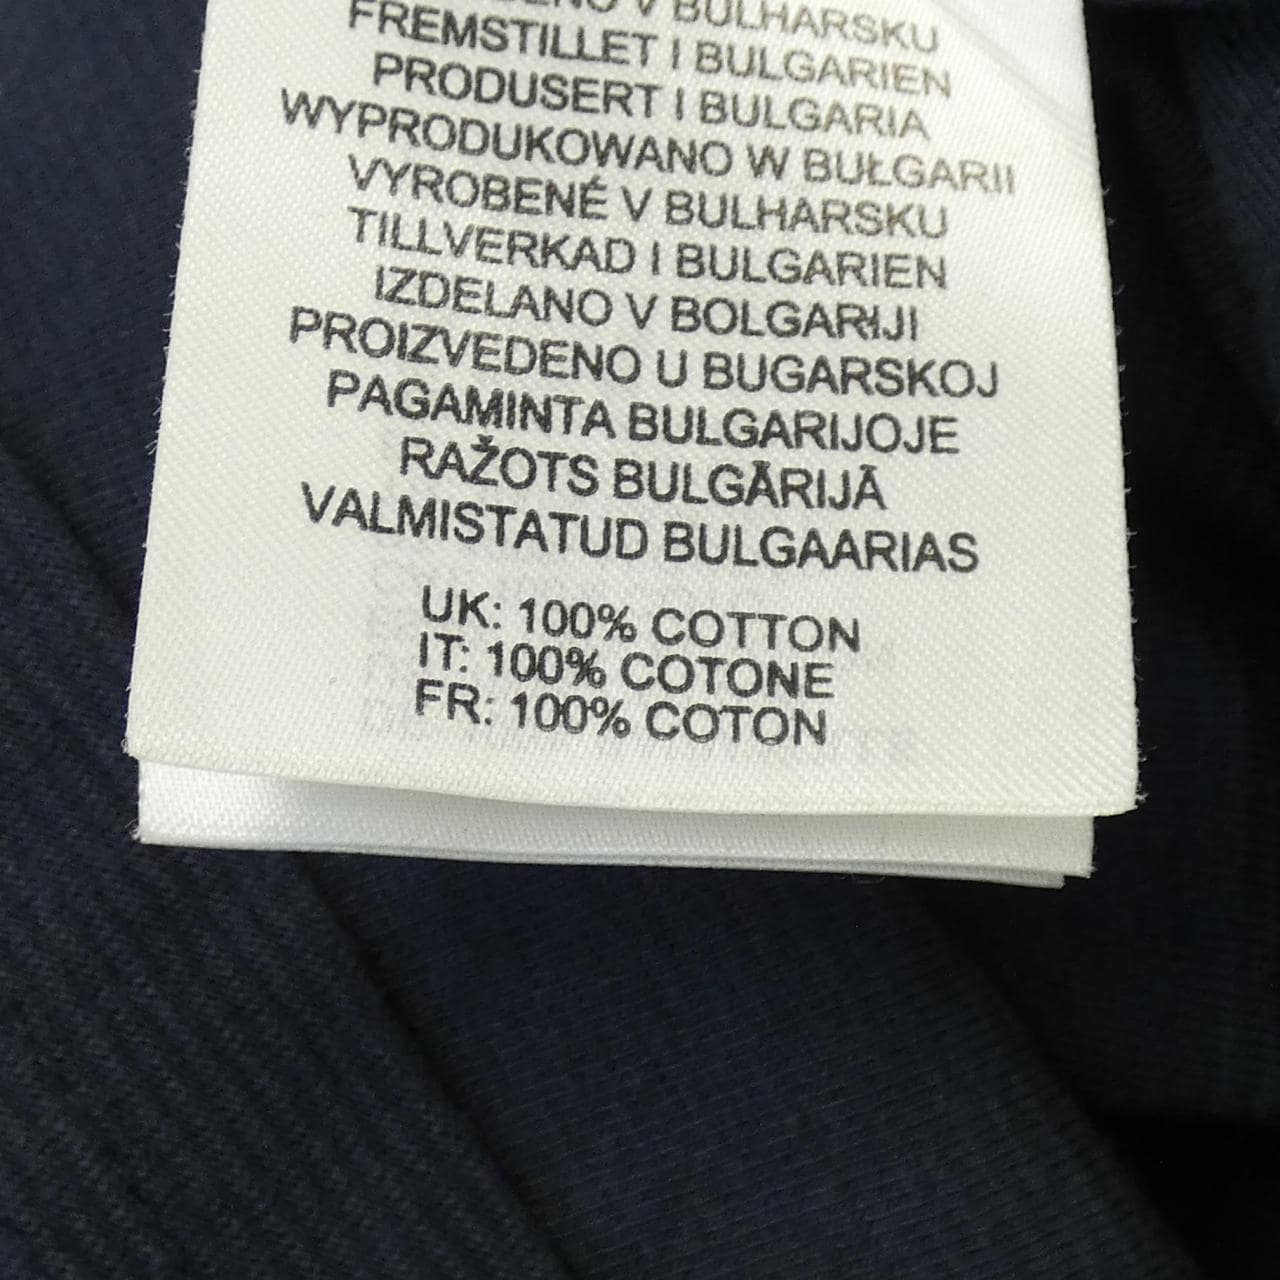 V BULHARSKU
FREMSTILLET I BULGARIEN
PRODUSERT I BULGARIA
WYPRODUKOWANO W BUŁGARII
VYROBENÉ V BULHARSKU
TILLVERKAD I BULGARIEN
IZDELANO V BOLGARIJI
PROIZVEDENO U BUGARSKOJ
PAGAMINTA BULGARIJOJE
RAŽOTS BULGĀRIJĀ
VALMISTATUD BULGAARIAS
UK: 100% COTTON
IT: 100% COTONE
FR: 100% COTON